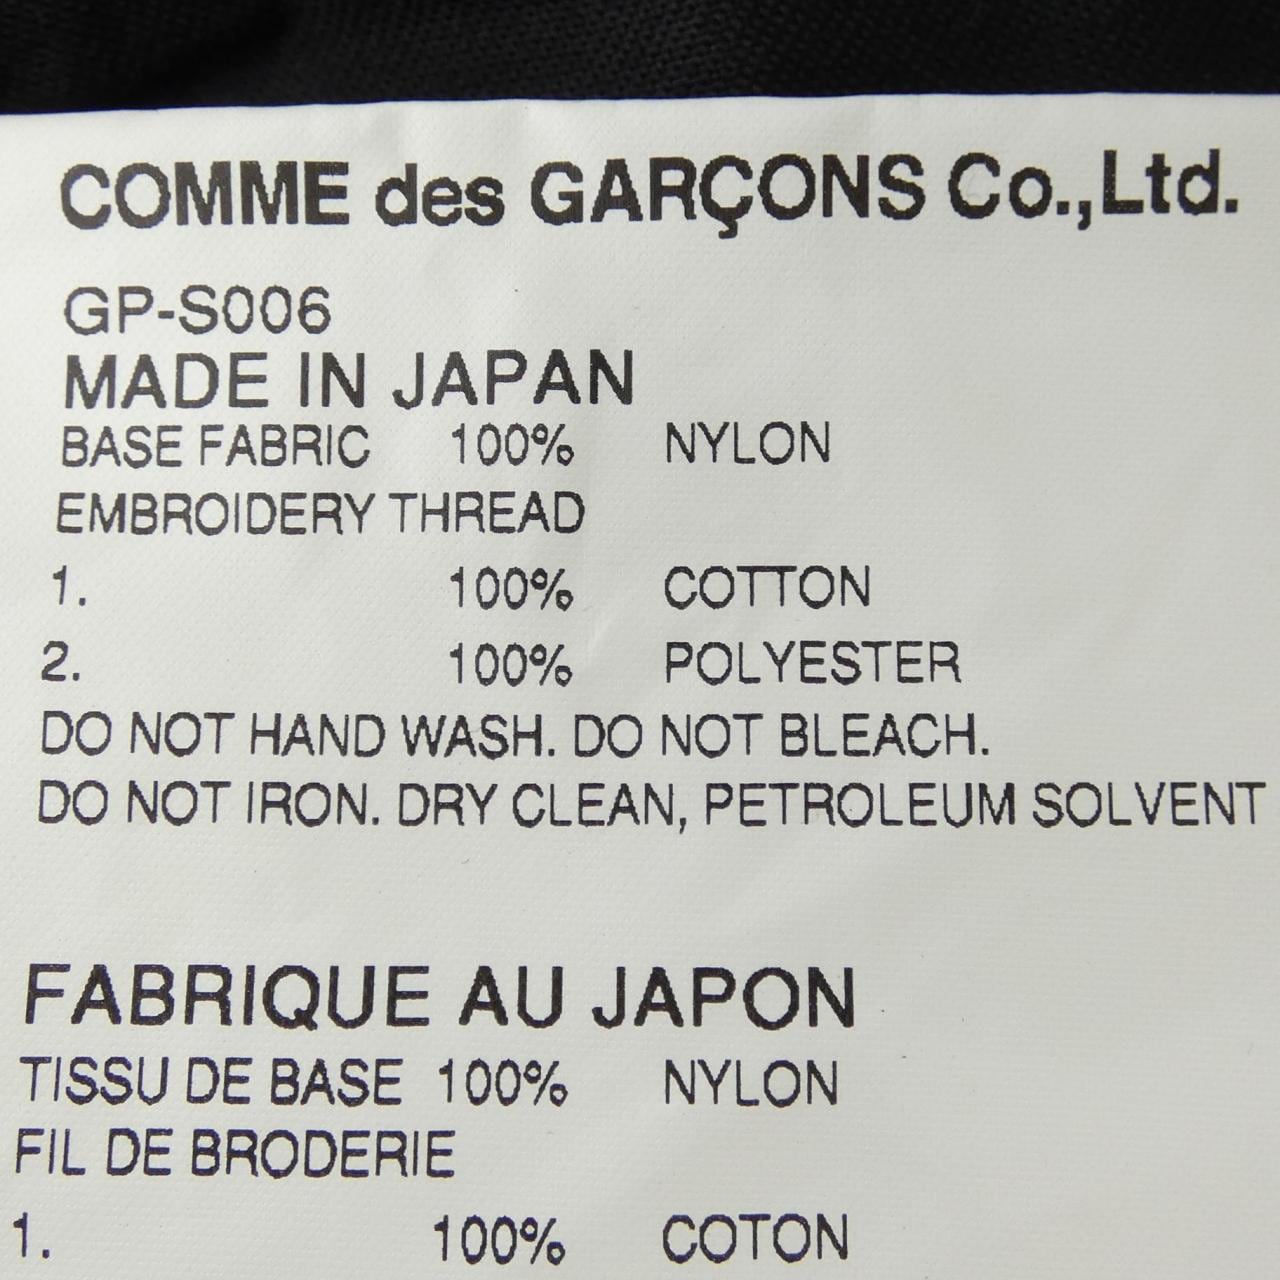 COMME des GARÇONS Co.,Ltd.
GP-S006
MADE IN JAPAN
BASE FABRIC 100% NYLON
EMBROIDERY THREAD
1. 100% COTTON
2. 100% POLYESTER
DO NOT HAND WASH. DO NOT BLEACH.
DO NOT IRON. DRY CLEAN, PETROLEUM SOLVENT
FABRIQUE AU JAPON
TISSU DE BASE 100% NYLON
FIL DE BRODERIE
1. 100% COTON